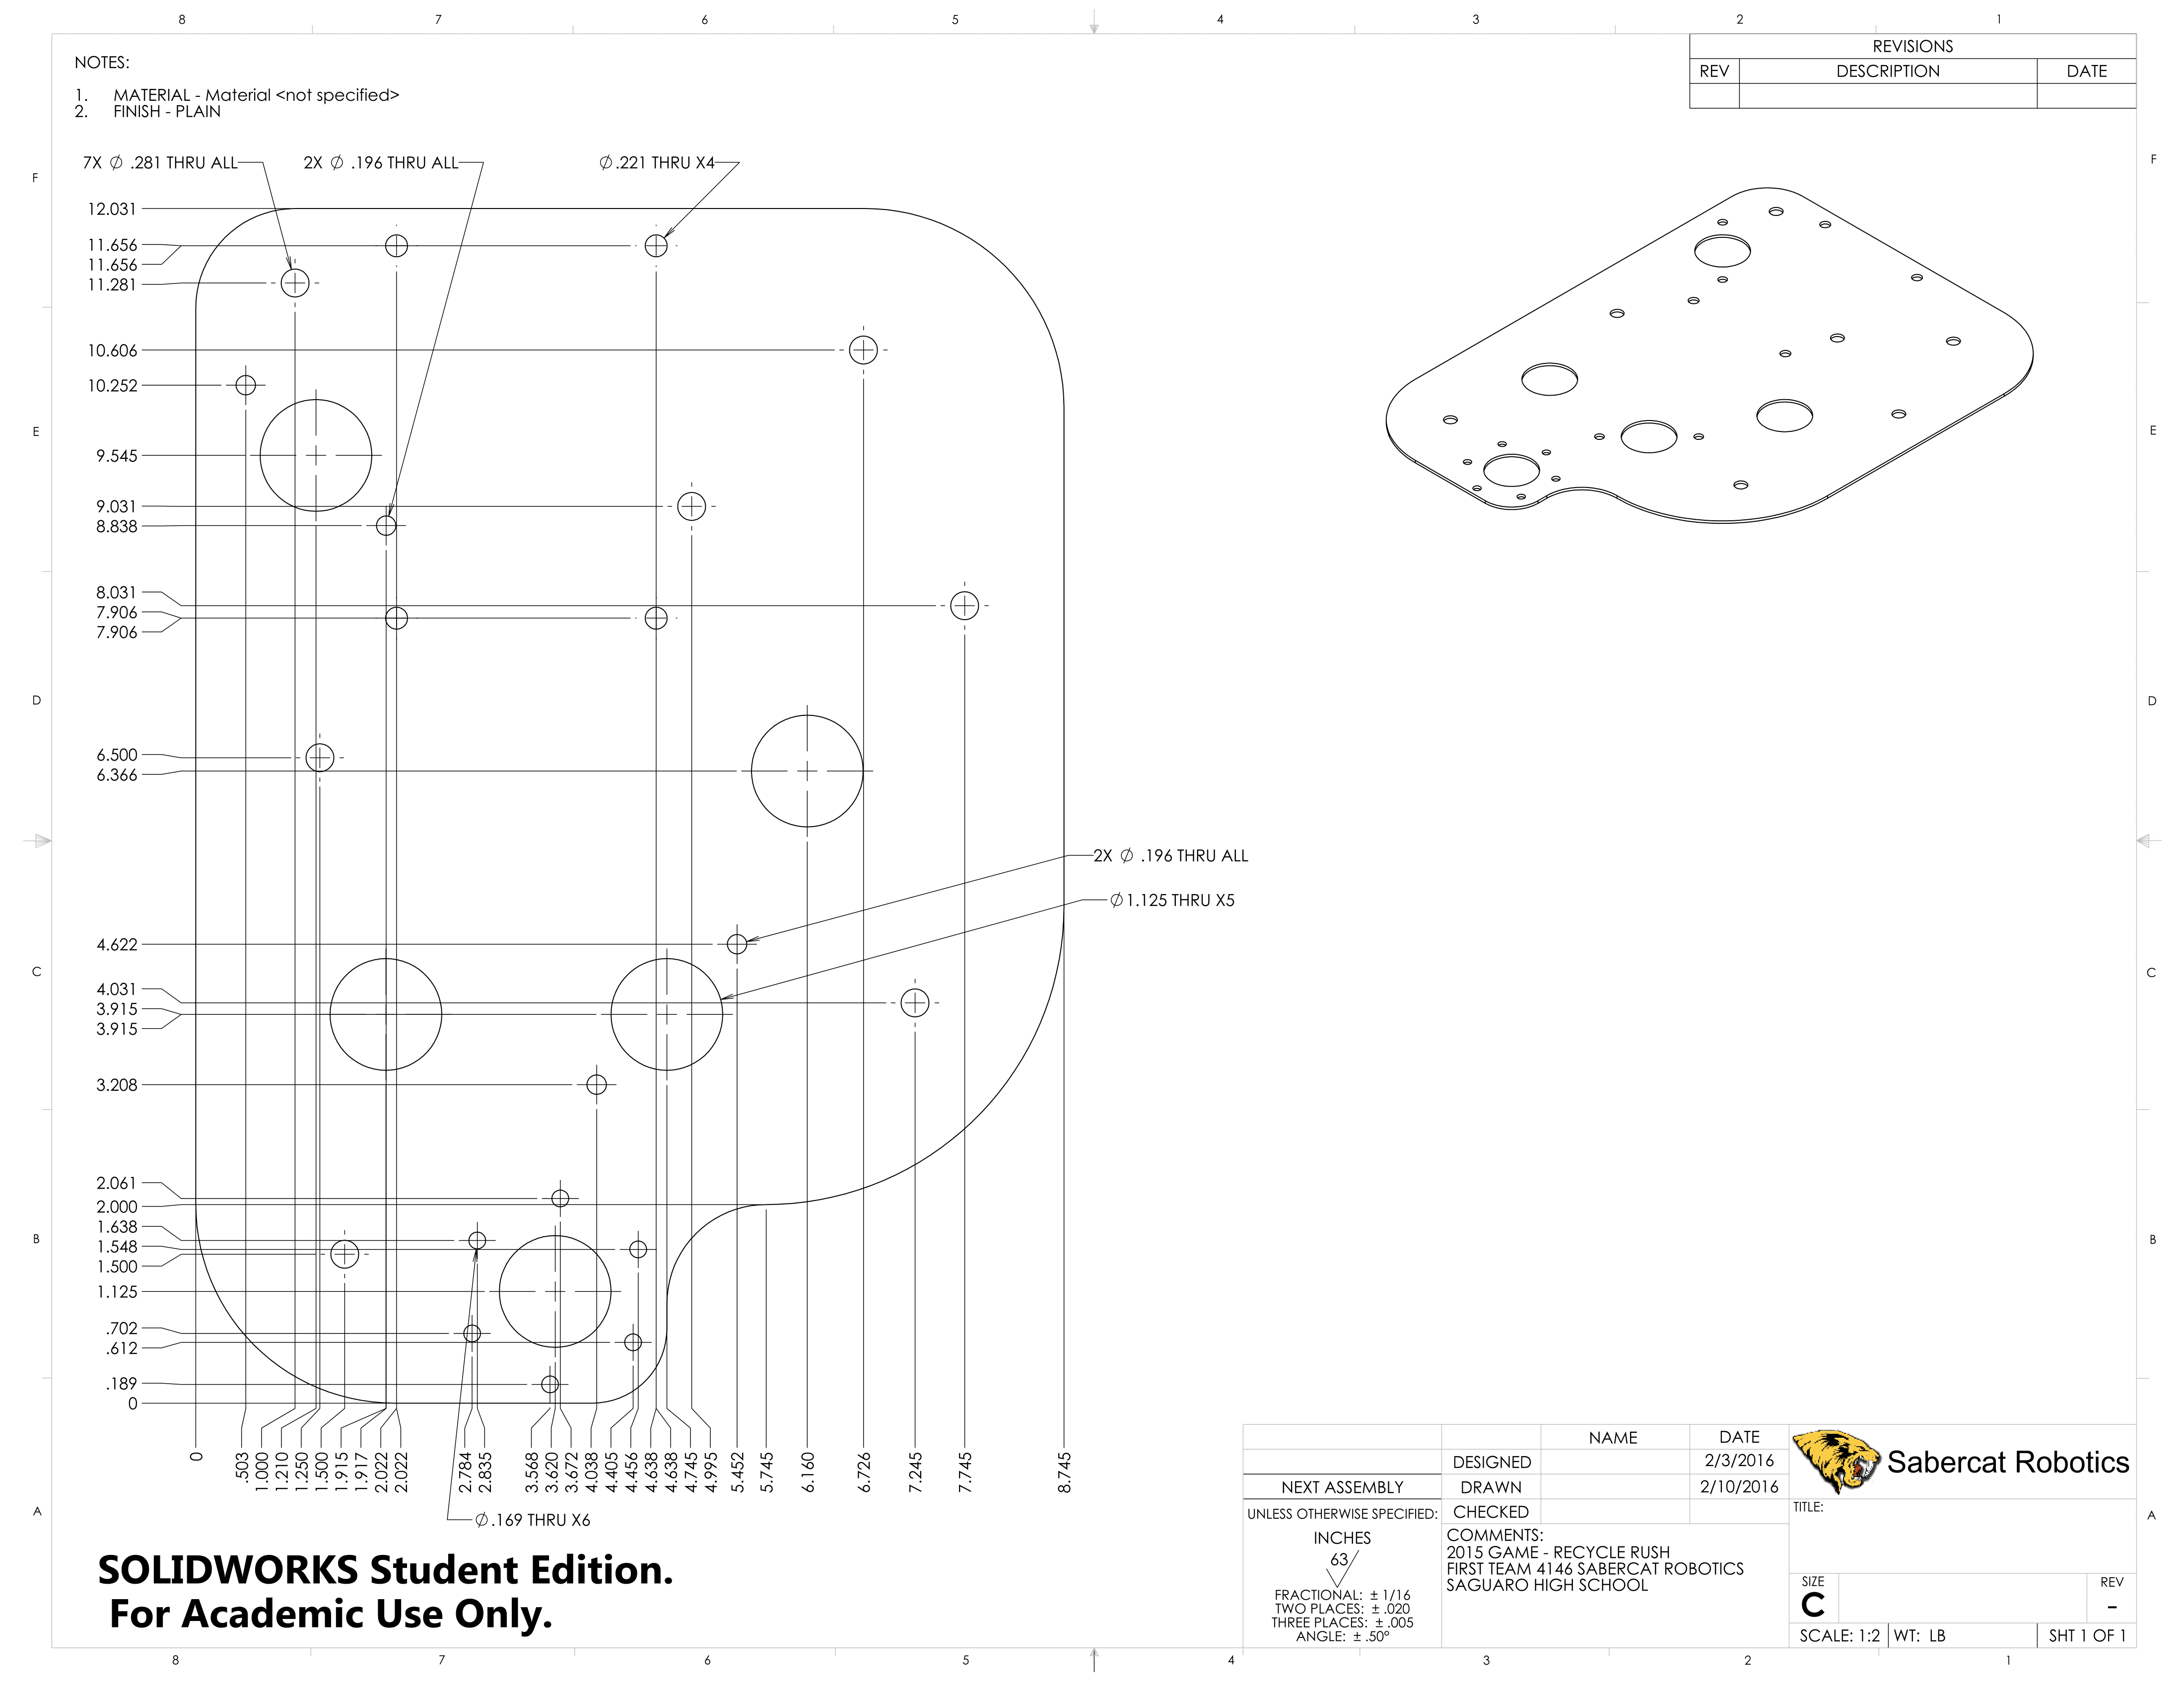 8 7 6 5 4 3 2 1
NOTES:
1. MATERIAL - Material <not specified>
2. FINISH - PLAIN
REVISIONS
REV DESCRIPTION DATE
7X Ø .281 THRU ALL 2X Ø .196 THRU ALL Ø.221 THRU X4
F F
12.031
11.656
11.656
11.281
10.606
10.252
E E
9.545
9.031
8.838
8.031
7.906
7.906
D D
6.500
6.366
2X Ø .196 THRU ALL
Ø1.125 THRU X5
4.622
C C
4.031
3.915
3.915
3.208
2.061
2.000
1.638
B B
1.548
1.500
1.125
.702
.612
.189
0
0 .503 1.000 1.210 1.250 1.500 1.915 1.917 2.022 2.022 2.784 2.835 3.568 3.620 3.672 4.038 4.405 4.456 4.638 4.638 4.745 4.995 5.452 5.745 6.160 6.726 7.245 7.745 8.745
A A
Ø.169 THRU X6
SOLIDWORKS Student Edition.
For Academic Use Only.
NAME DATE
DESIGNED 2/3/2016
NEXT ASSEMBLY DRAWN 2/10/2016
UNLESS OTHERWISE SPECIFIED: CHECKED
INCHES
63
FRACTIONAL: ± 1/16
TWO PLACES: ± .020
THREE PLACES: ± .005
ANGLE: ± .50°
COMMENTS:
2015 GAME - RECYCLE RUSH
FIRST TEAM 4146 SABERCAT ROBOTICS
SAGUARO HIGH SCHOOL
Sabercat Robotics
TITLE:
SIZE REV
C -
SCALE: 1:2 WT: LB SHT 1 OF 1
8 7 6 5 4 3 2 1